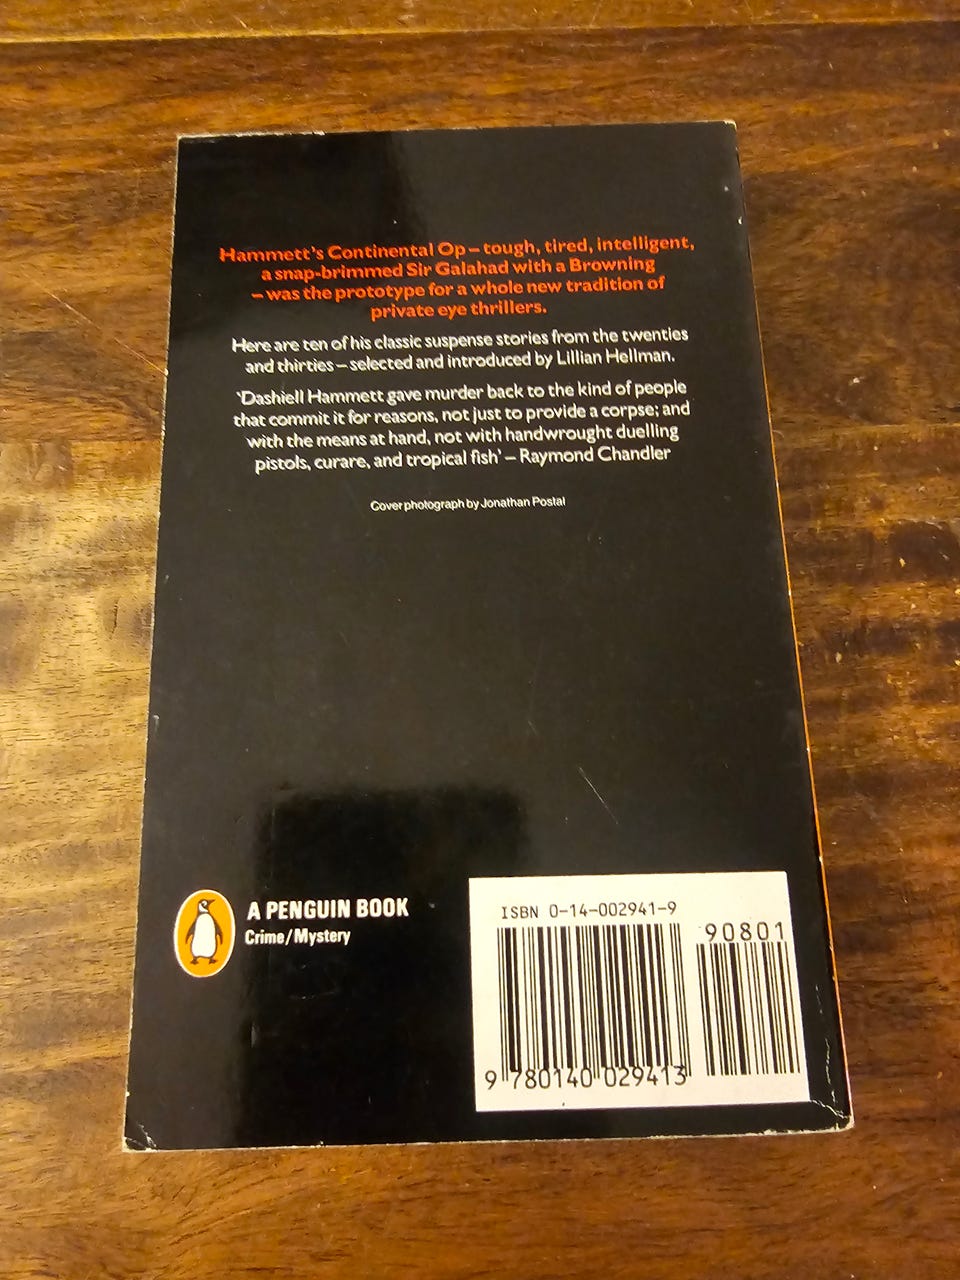 Hammett's Continental Op – tough, tired, intelligent,
a snap-brimmed Sir Galahad with a Browning
– was the prototype for a whole new tradition of
private eye thrillers.
Here are ten of his classic suspense stories from the twenties
and thirties – selected and introduced by Lillian Hellman.
'Dashiell Hammett gave murder back to the kind of people
that commit it for reasons, not just to provide a corpse; and
with the means at hand, not with handwrought duelling
pistols, curare, and tropical fish' – Raymond Chandler
Cover photograph by Jonathan Postal
A PENGUIN BOOK
Crime/Mystery
ISBN 0-14-002941-9
90801
9 780140 029413